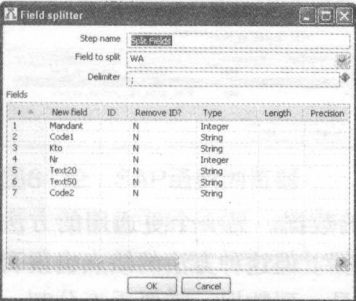 Field splitter
Step name Split Fields
Field to split WA
Delimiter ;
Fields
# New field ID Remove ID? Type Length Precision
1 Mandant N Integer
2 Code1 N String
3 Kto N String
4 Nr N Integer
5 Text20 N String
6 Text50 N String
7 Code2 N String
OK Cancel